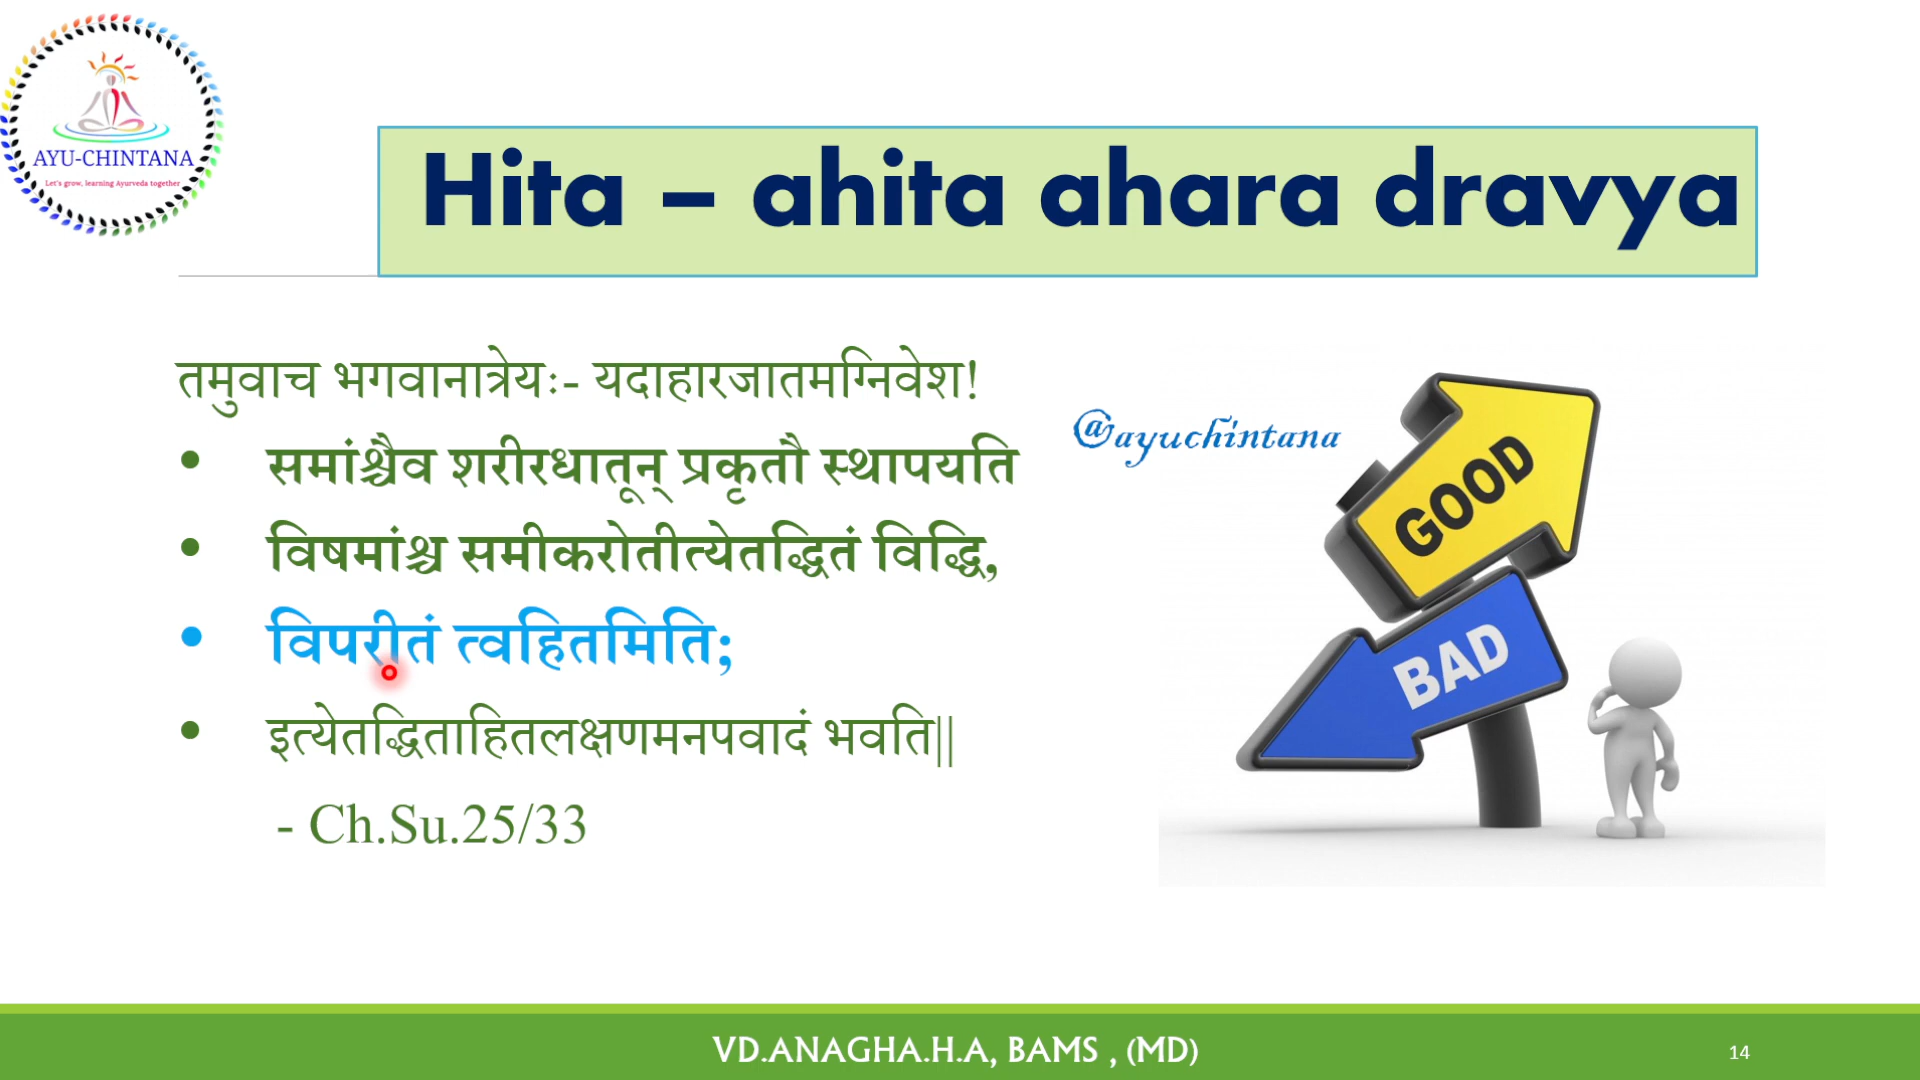 AYU-CHINTANA
Let's grow, learning Ayurveda together
Hita – ahita ahara dravya
तमुवाच भगवानात्रेयः- यदाहारजातमग्निवेश!
• समांश्चैव शरीरधातून् प्रकृतौ स्थापयति
• विषमांश्च समीकरोतीत्येतद्धितं विद्धि,
• विपरीतं त्वहितमिति;
• इत्येतद्धिताहितलक्षणमनपवादं भवति||
- Ch.Su.25/33
@ayuchintana
GOOD
BAD
VD.ANAGHA.H.A, BAMS , (MD)
14